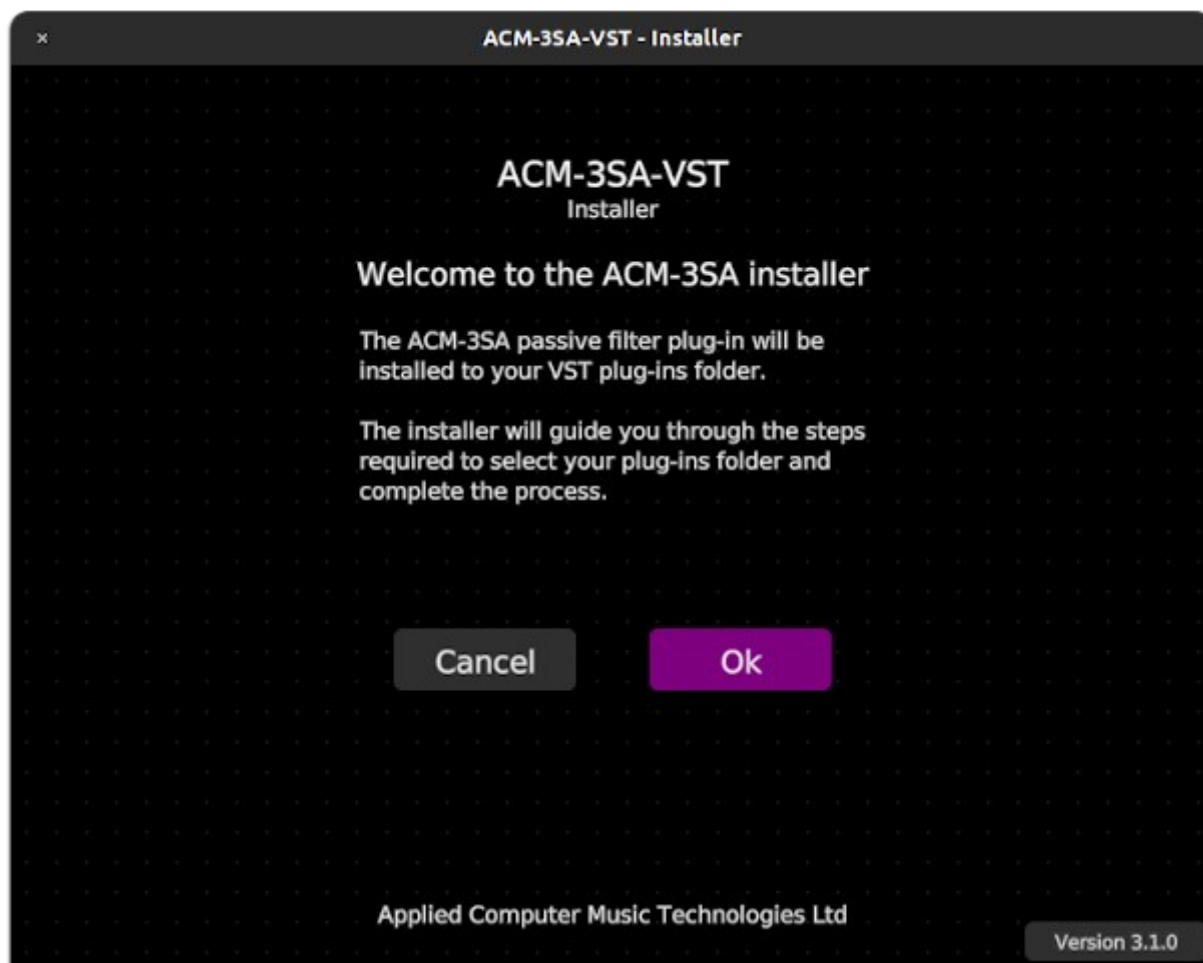 ×
ACM-3SA-VST - Installer
ACM-3SA-VST
Installer
Welcome to the ACM-3SA installer
The ACM-3SA passive filter plug-in will be
installed to your VST plug-ins folder.
The installer will guide you through the steps
required to select your plug-ins folder and
complete the process.
Cancel
Ok
Applied Computer Music Technologies Ltd
Version 3.1.0